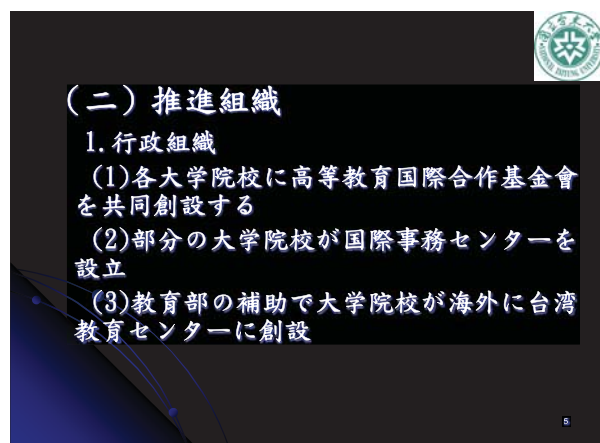 （二）推進組織
1.行政組織
(1)各大学院校に高等教育国際合作基金會
を共同創設する
(2)部分の大学院校が国際事務センターを
設立
(3)教育部の補助で大学院校が海外に台湾
教育センターに創設
5